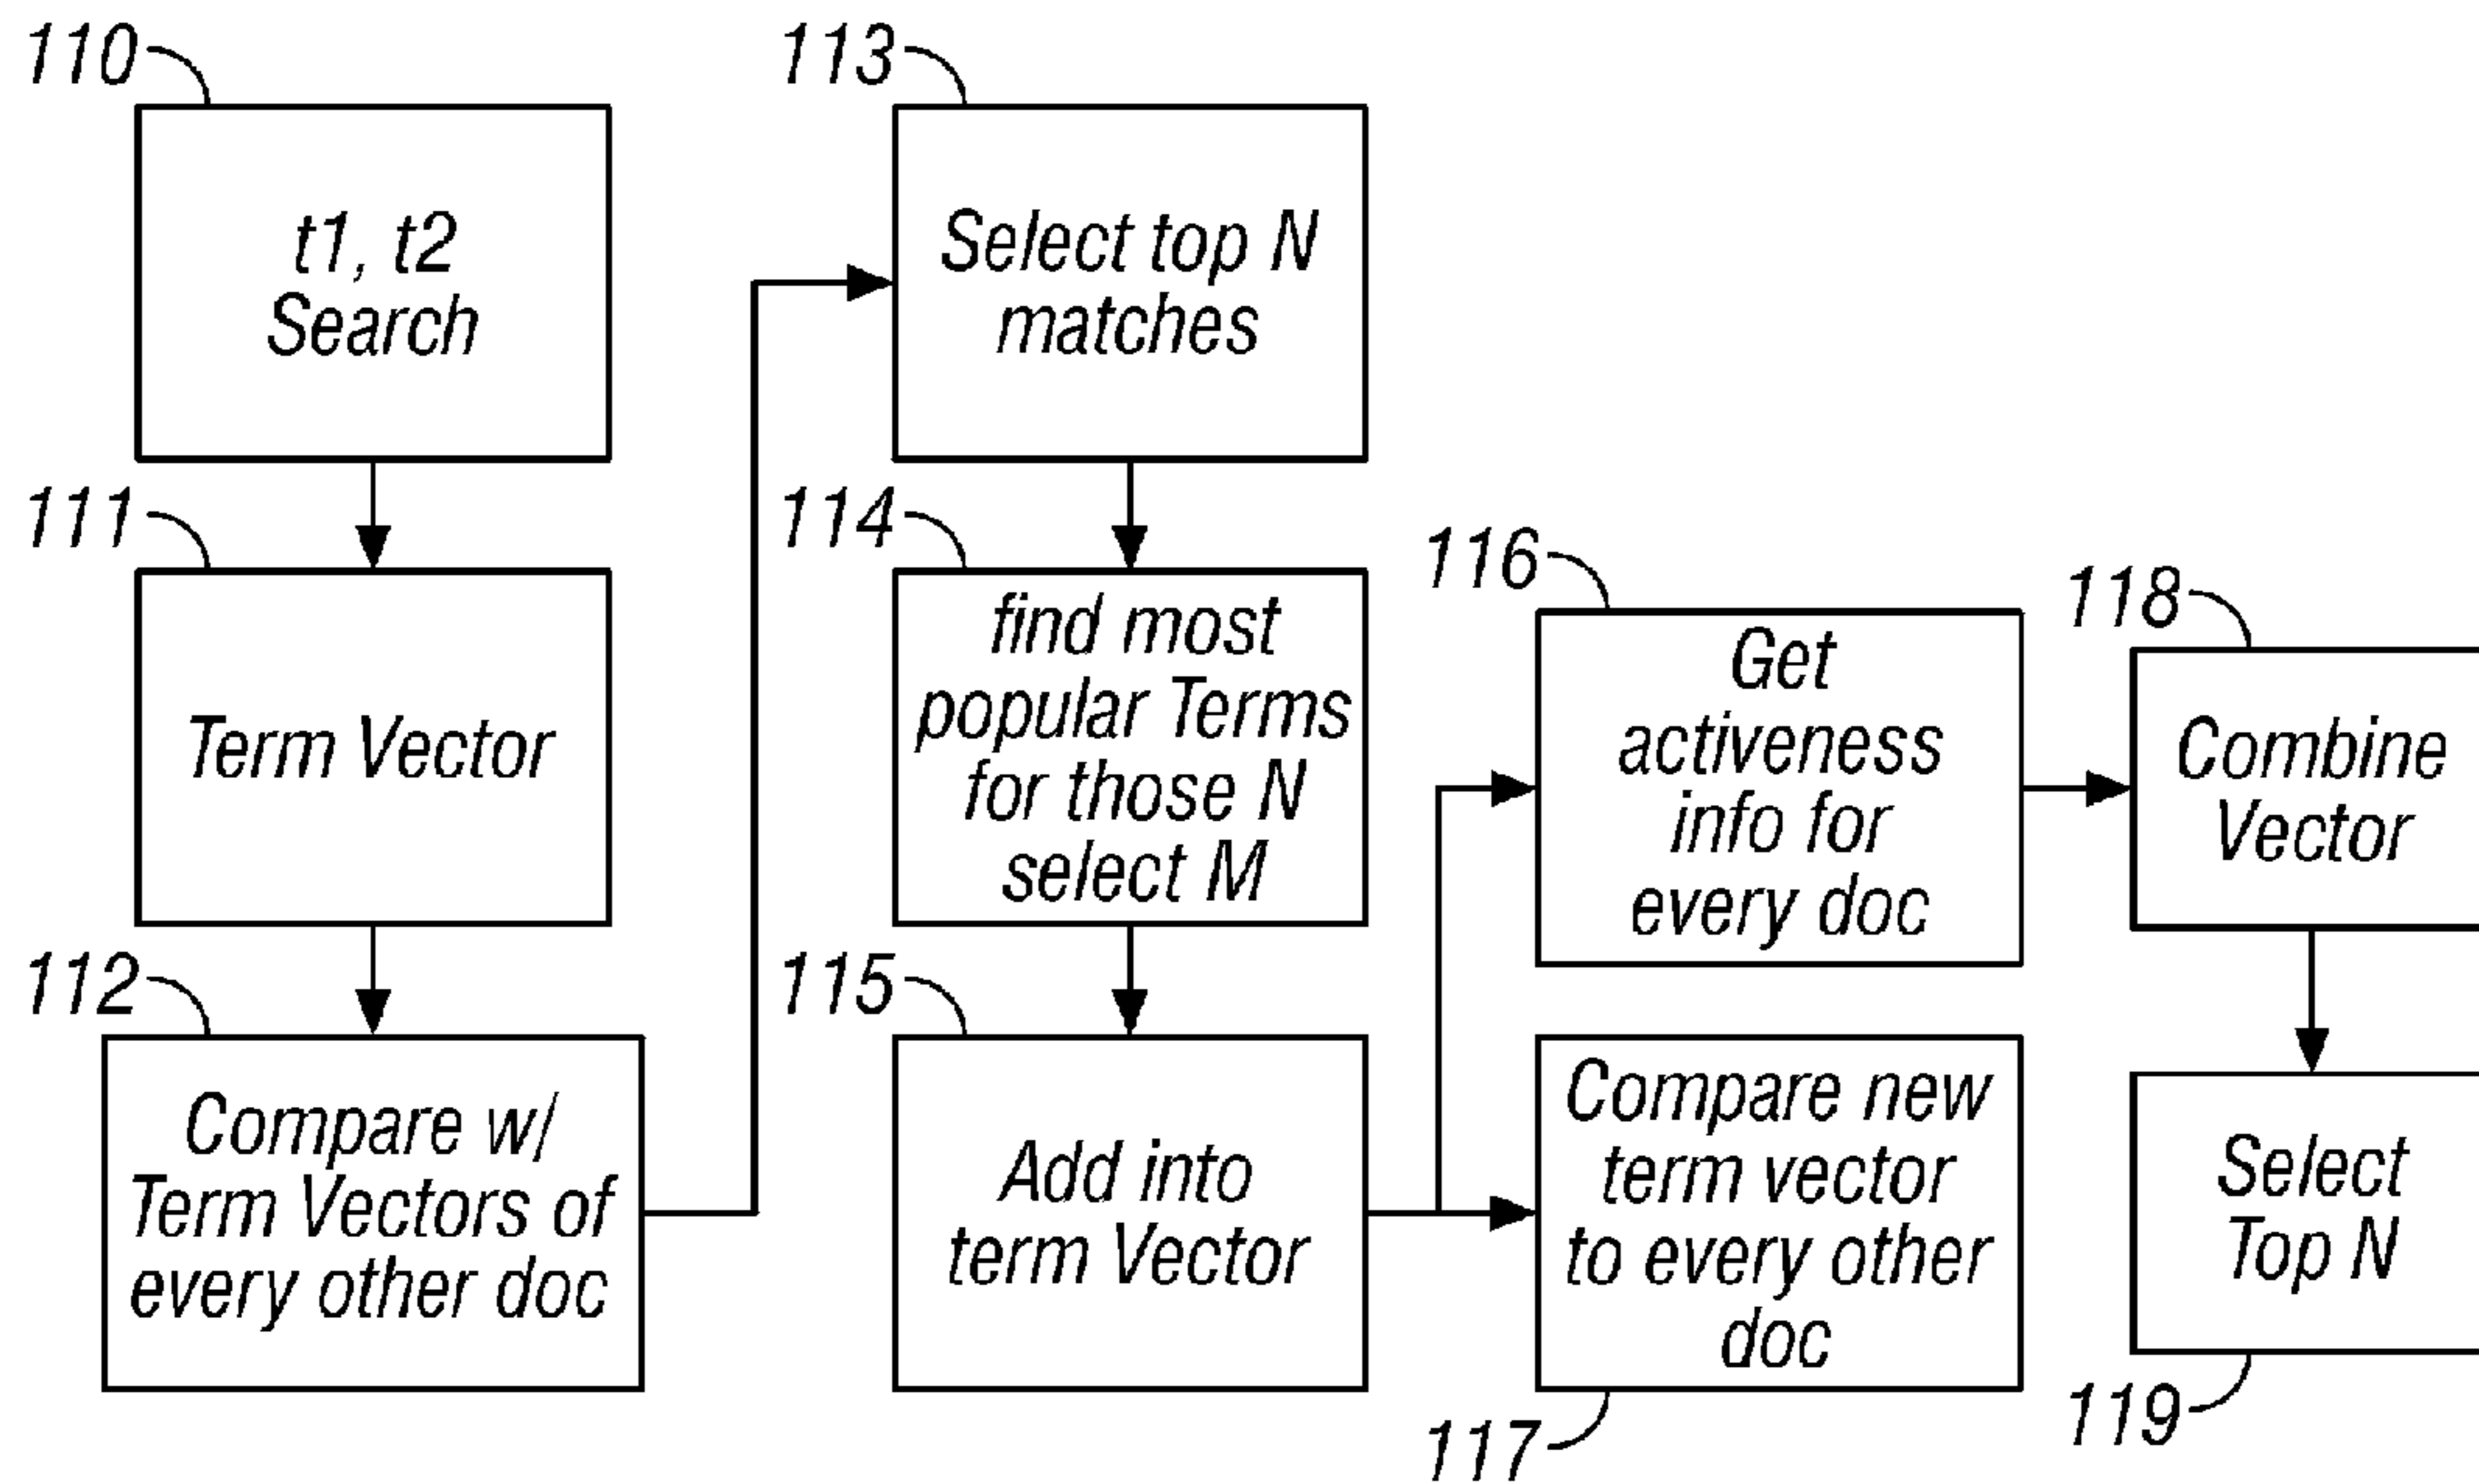 110
t1, t2
Search
111
Term Vector
112
Compare w/
Term Vectors of
every other doc
113
Select top N
matches
114
find most
popular Terms
for those N
select M
115
Add into
term Vector
116
Get
activeness
info for
every doc
117
Compare new
term vector
to every other
doc
118
Combine
Vector
119
Select
Top N